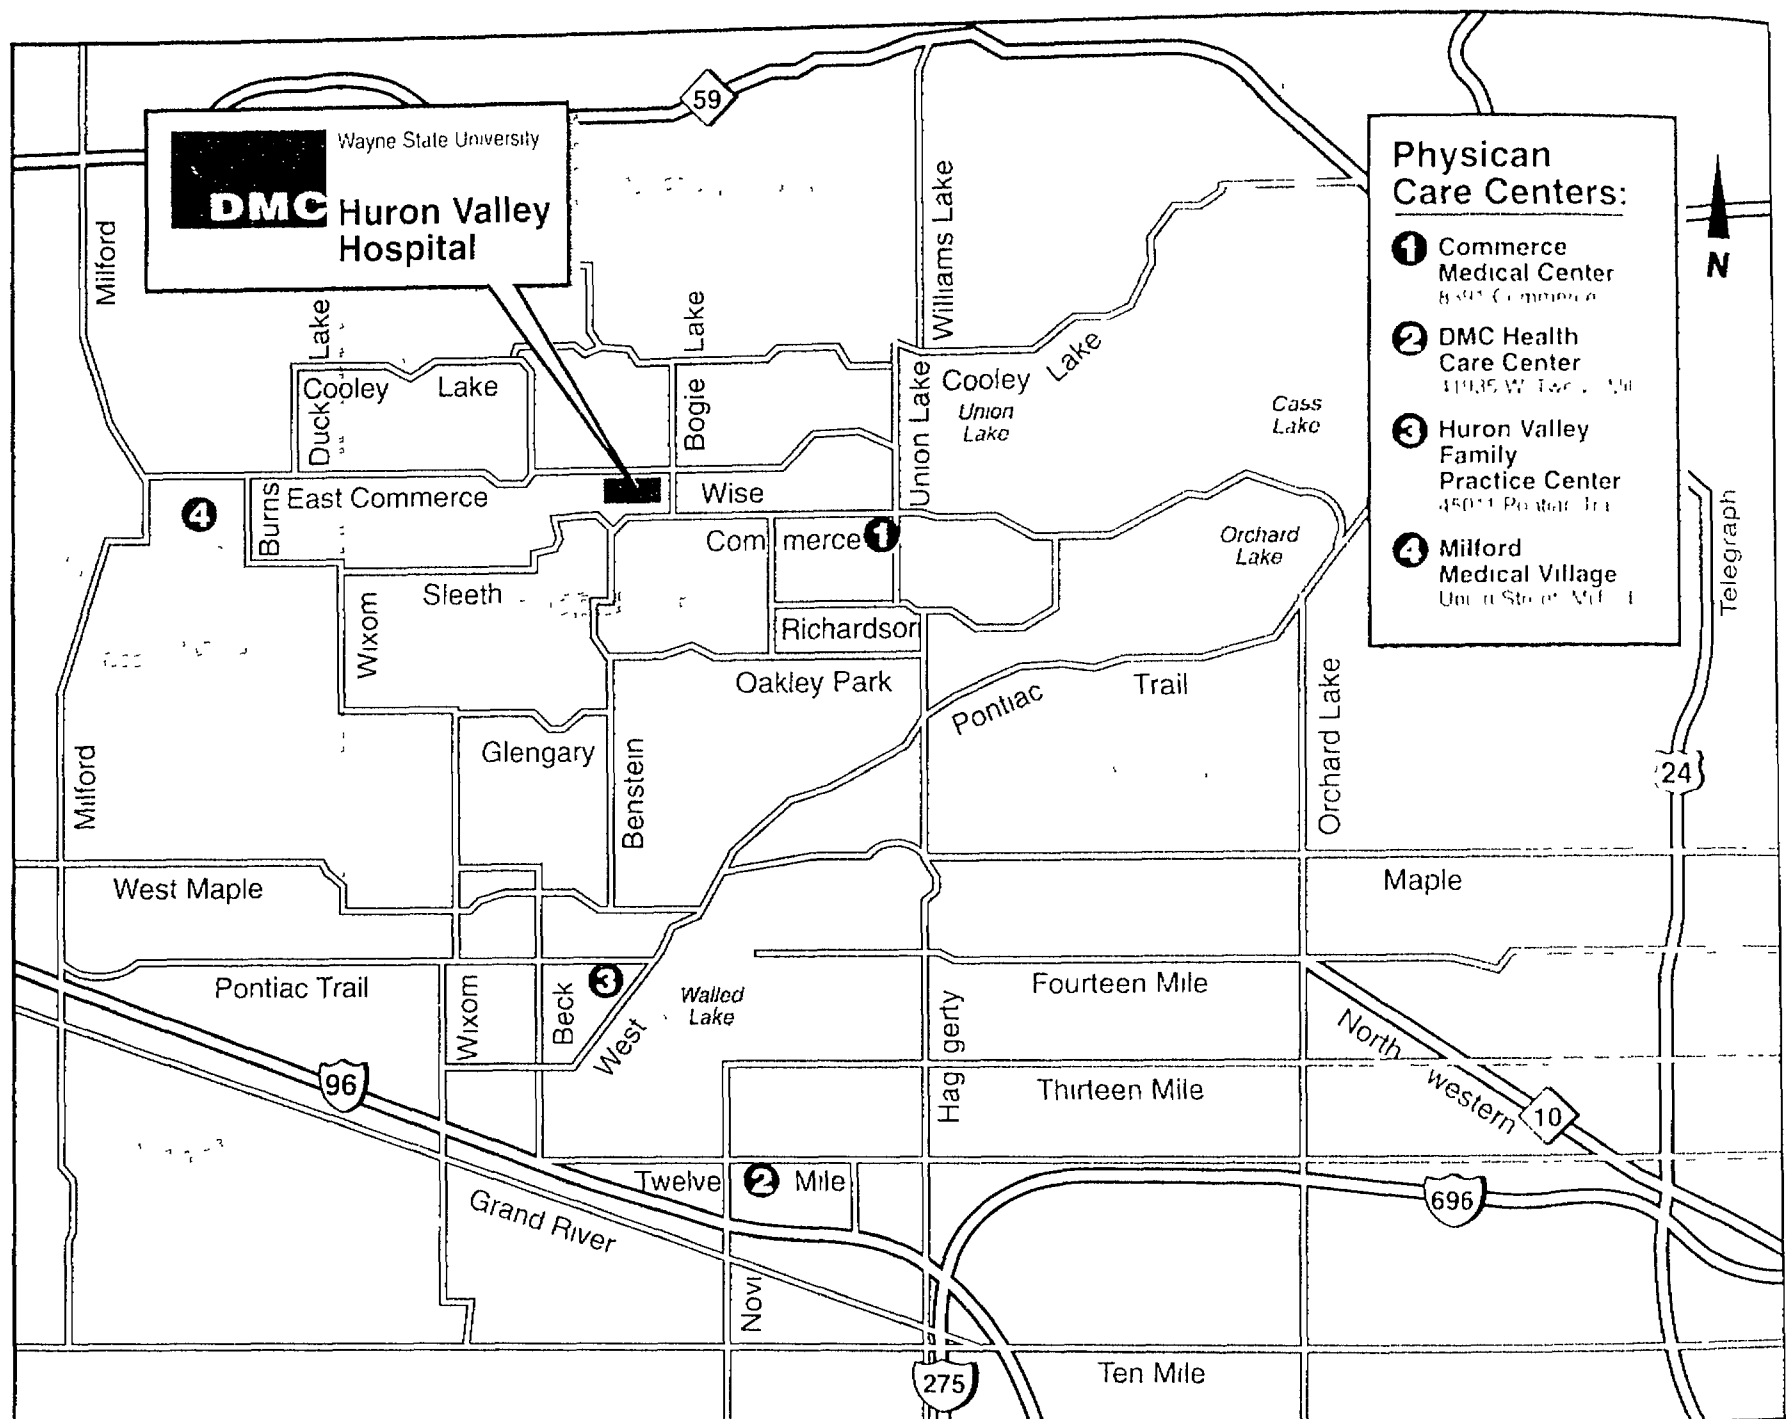 59
Wayne State University
DMC
Huron Valley
Hospital
Physican
Care Centers:
1 Commerce
Medical Center
2 DMC Health
Care Center
3 Huron Valley
Family
Practice Center
4 Milford
Medical Village
N
Milford
Duck Lake
Cooley Lake
Bogie Lake
Williams Lake
Union Lake
Cooley Lake
Union
Lake
Cass
Lake
4
Burns
East Commerce
Wise
Commerce
1
Orchard
Lake
Telegraph
Sleeth
Wixom
Richardson
Oakley Park
Pontiac Trail
Orchard Lake
Glengary
Benstein
Milford
24
West Maple
Maple
Pontiac Trail
Wixom
Beck
3
West
Walled
Lake
Haggerty
Fourteen Mile
North western
96
Thirteen Mile
10
Twelve
2
Mile
696
Grand River
Novi
275
Ten Mile